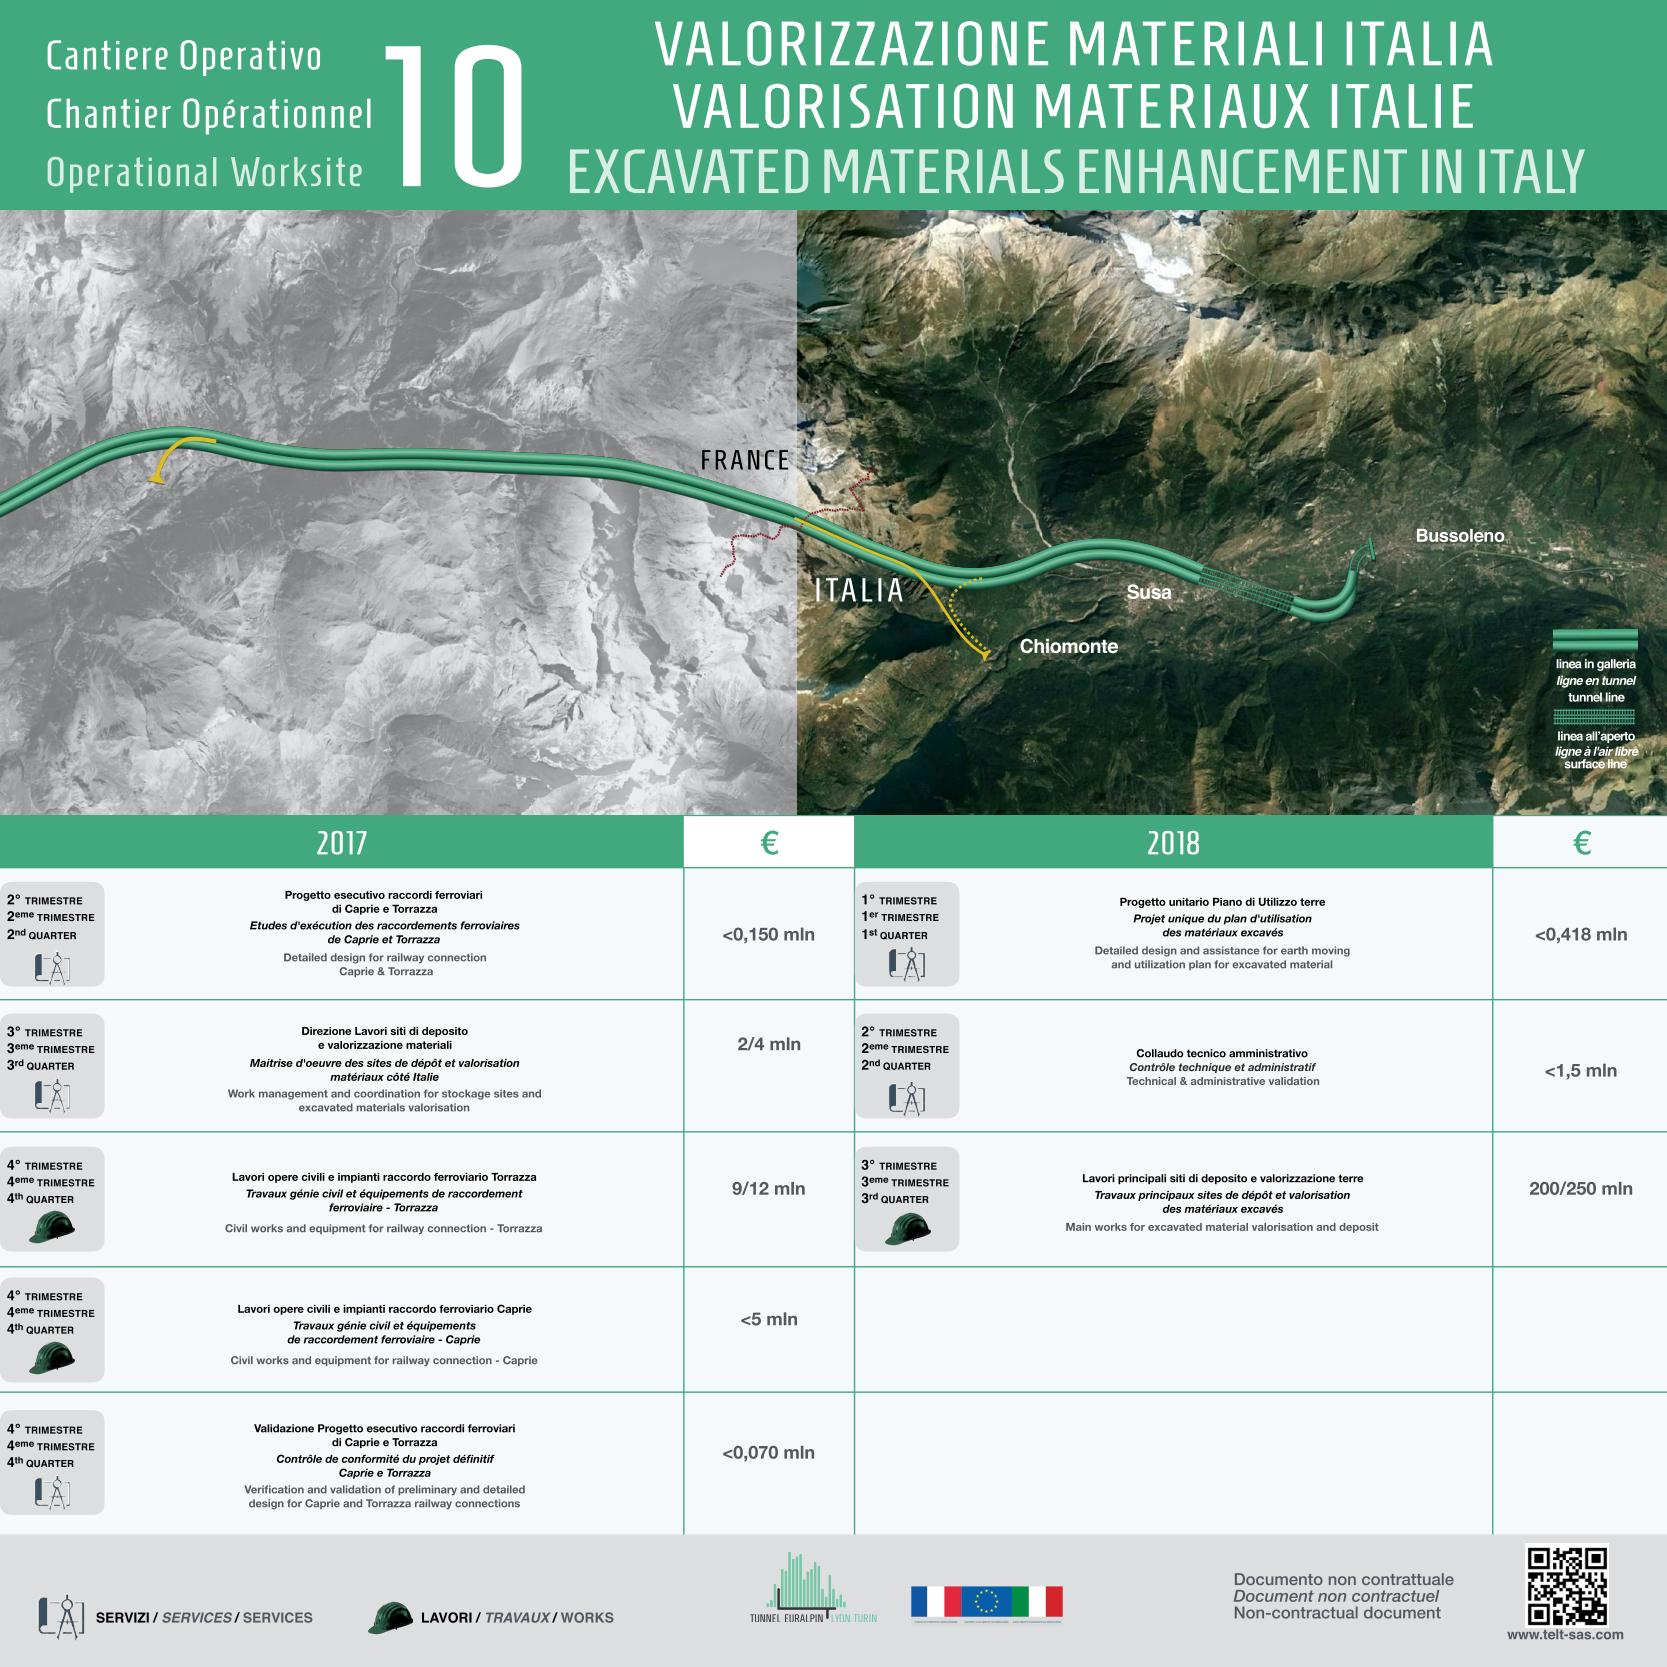 Cantiere Operativo
Chantier Opérationnel
Operational Worksite
10
VALORIZZAZIONE MATERIALI ITALIA
VALORISATION MATERIAUX ITALIE
EXCAVATED MATERIALS ENHANCEMENT IN ITALY
FRANCE
ITALIA
Bussoleno
Susa
Chiomonte
linea in galleria
ligne en tunnel
tunnel line
linea all'aperto
ligne à l'air libre
surface line
2017
€
2° TRIMESTRE
2eme TRIMESTRE
2nd QUARTER
Progetto esecutivo raccordi ferroviari
di Caprie e Torrazza
Etudes d'exécution des raccordements ferroviaires
de Caprie et Torrazza
Detailed design for railway connection
Caprie & Torrazza
<0,150 mln
3° TRIMESTRE
3eme TRIMESTRE
3rd QUARTER
Direzione Lavori siti di deposito
e valorizzazione materiali
Maitrise d'oeuvre des sites de dépôt et valorisation
matériaux côté Italie
Work management and coordination for stockage sites and
excavated materials valorisation
2/4 mln
4° TRIMESTRE
4eme TRIMESTRE
4th QUARTER
Lavori opere civili e impianti raccordo ferroviario Torrazza
Travaux génie civil et équipements de raccordement
ferroviaire - Torrazza
Civil works and equipment for railway connection - Torrazza
9/12 mln
4° TRIMESTRE
4eme TRIMESTRE
4th QUARTER
Lavori opere civili e impianti raccordo ferroviario Caprie
Travaux génie civil et équipements
de raccordement ferroviaire - Caprie
Civil works and equipment for railway connection - Caprie
<5 mln
4° TRIMESTRE
4eme TRIMESTRE
4th QUARTER
Validazione Progetto esecutivo raccordi ferroviari
di Caprie e Torrazza
Contrôle de conformité du projet définitif
Caprie e Torrazza
Verification and validation of preliminary and detailed
design for Caprie and Torrazza railway connections
<0,070 mln
2018
€
1° TRIMESTRE
1er TRIMESTRE
1st QUARTER
Progetto unitario Piano di Utilizzo terre
Projet unique du plan d'utilisation
des matériaux excavés
Detailed design and assistance for earth moving
and utilization plan for excavated material
<0,418 mln
2° TRIMESTRE
2eme TRIMESTRE
2nd QUARTER
Collaudo tecnico amministrativo
Contrôle technique et administratif
Technical & administrative validation
<1,5 mln
3° TRIMESTRE
3eme TRIMESTRE
3rd QUARTER
Lavori principali siti di deposito e valorizzazione terre
Travaux principaux sites de dépôt et valorisation
des matériaux excavés
Main works for excavated material valorisation and deposit
200/250 mln
SERVIZI / SERVICES / SERVICES
LAVORI / TRAVAUX / WORKS
TUNNEL EURALPIN LYON TURIN
Documento non contrattuale
Document non contractuel
Non-contractual document
www.telt-sas.com